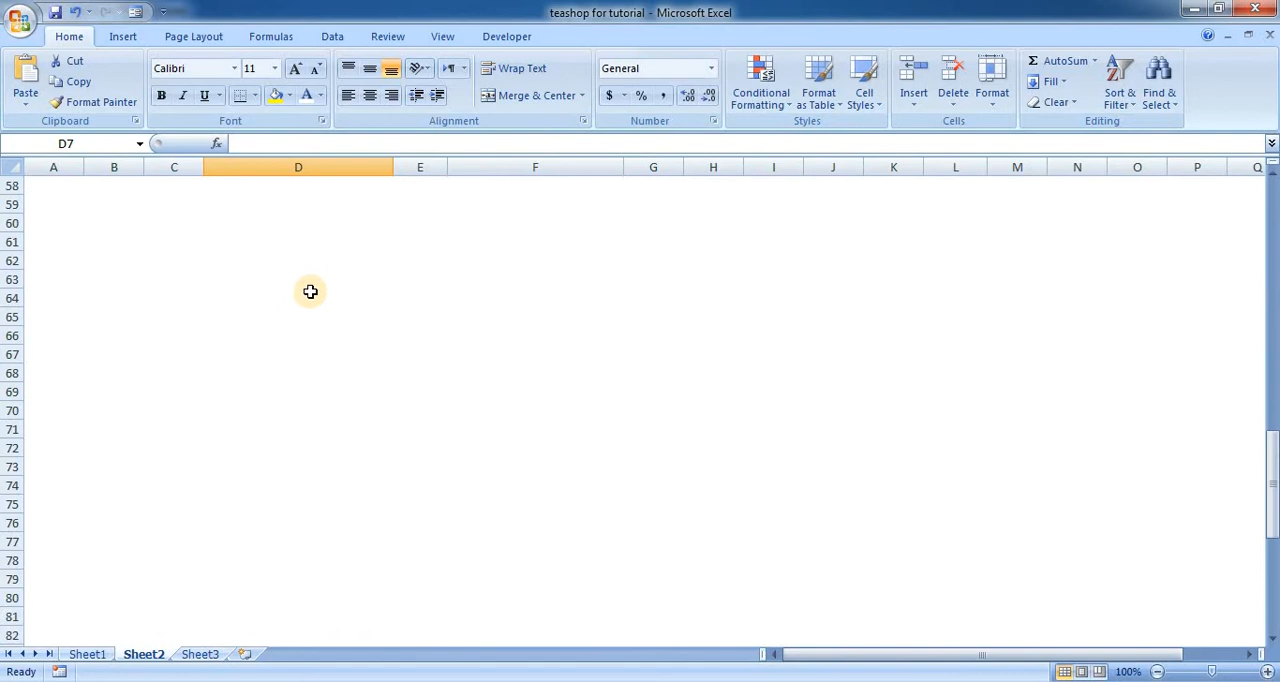 teashop for tutorial - Microsoft Excel
Home Insert Page Layout Formulas Data Review View Developer
Paste Cut Copy Format Painter Clipboard
Calibri 11 A A B I U A Font
Wrap Text Merge & Center Alignment
General $ % , .0 .00 .00 .0 Number
Conditional Formatting Format as Table Cell Styles Styles
Insert Delete Format Cells
Σ AutoSum Fill Clear Sort & Filter Find & Select Editing
D7 fx
A B C D E F G H I J K L M N O P Q
58
59
60
61
62
63
64
65
66
67
68
69
70
71
72
73
74
75
76
77
78
79
80
81
82
Sheet1 Sheet2 Sheet3
Ready 100%